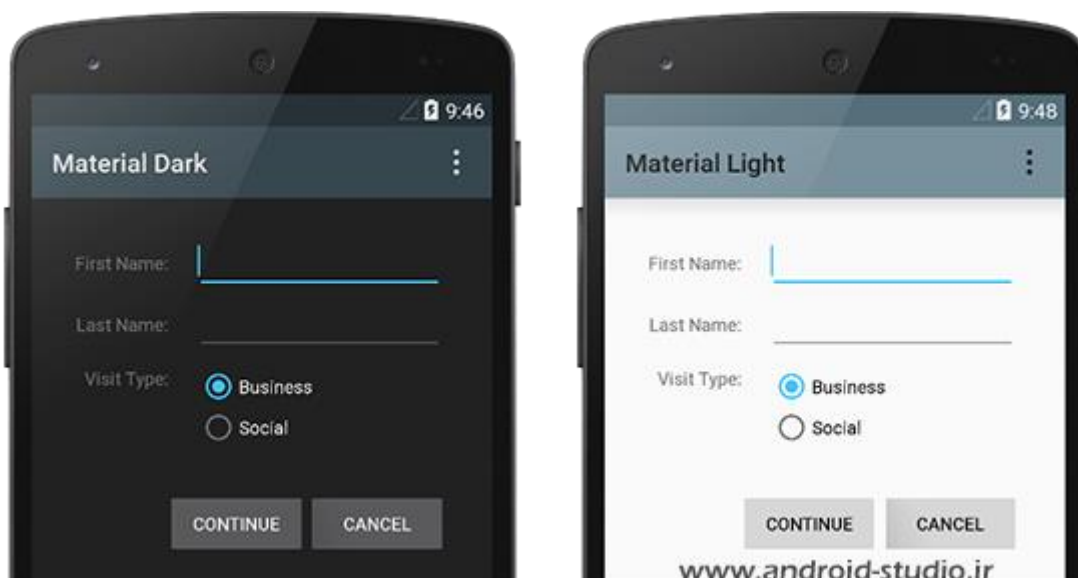 9:46
Material Dark
First Name:
Last Name:
Visit Type:
Business
Social
CONTINUE CANCEL
9:48
Material Light
First Name:
Last Name:
Visit Type:
Business
Social
CONTINUE CANCEL
www.android-studio.ir